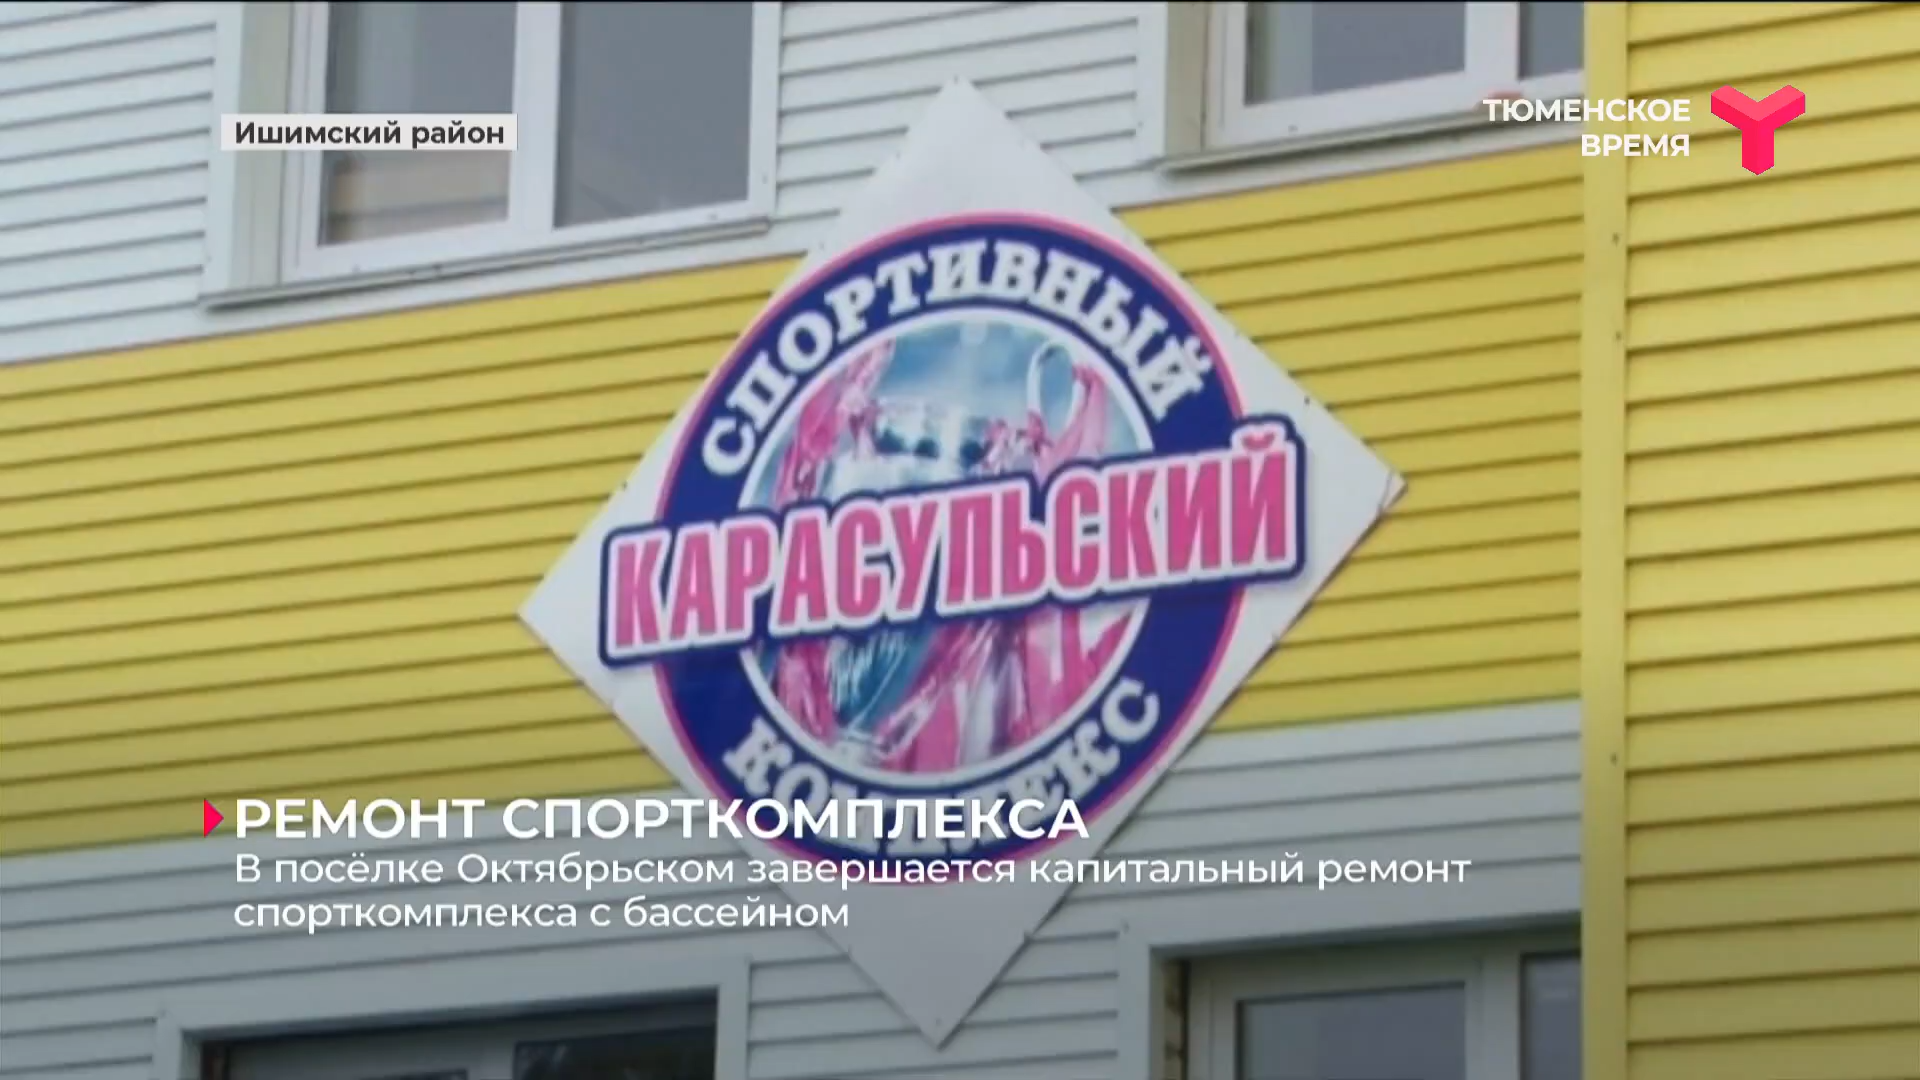 Ишимский район
ТЮМЕНСКОЕ
ВРЕМЯ
СПОРТИВНЫЙ
КАРАСУЛЬСКИЙ
КОМПЛЕКС
РЕМОНТ СПОРТКОМПЛЕКСА
В посёлке Октябрьском завершается капитальный ремонт
спорткомплекса с бассейном